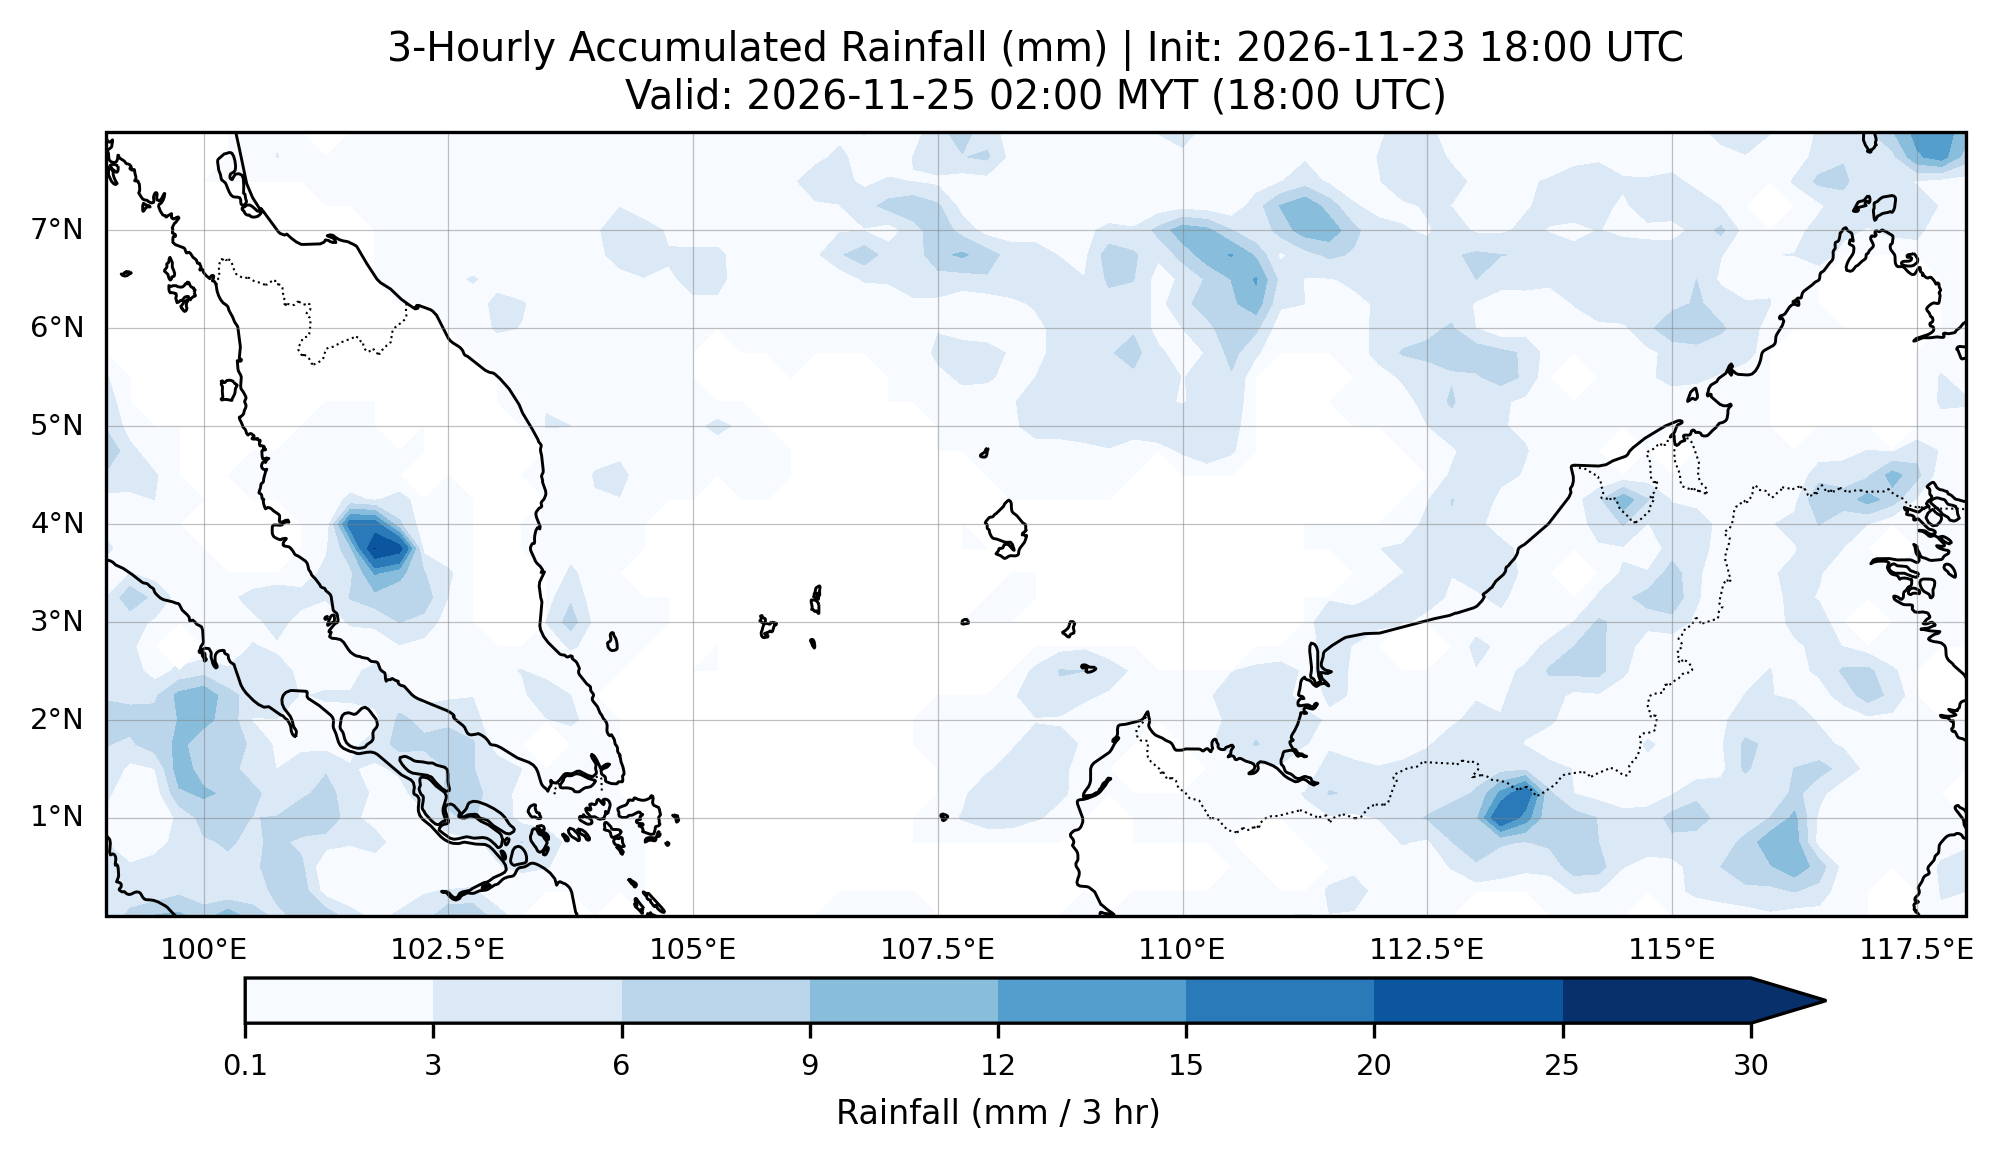 3-Hourly Accumulated Rainfall (mm) | Init: 2026-11-23 18:00 UTC
Valid: 2026-11-25 02:00 MYT (18:00 UTC)
7°N
6°N
5°N
4°N
3°N
2°N
1°N
100°E 102.5°E 105°E 107.5°E 110°E 112.5°E 115°E 117.5°E
0.1 3 6 9 12 15 20 25 30
Rainfall (mm / 3 hr)